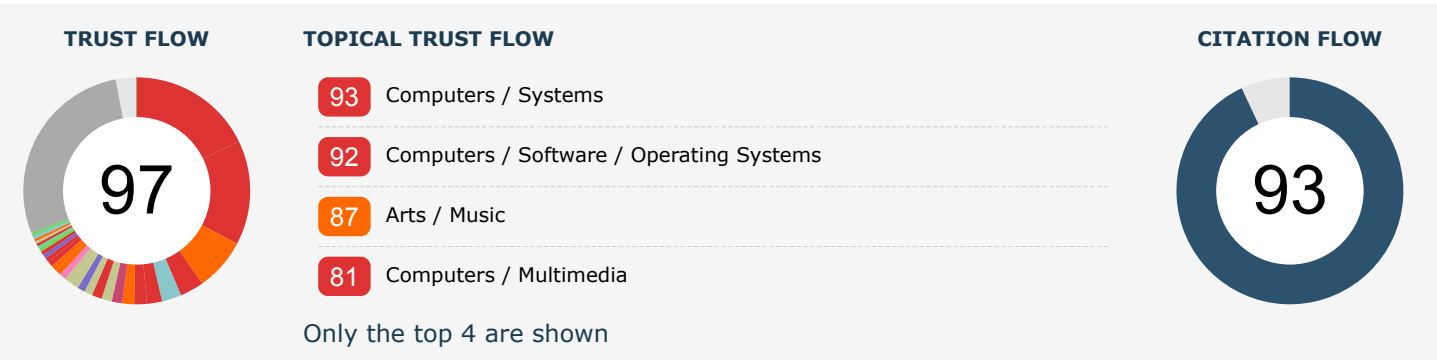 TRUST FLOW
97
TOPICAL TRUST FLOW
93 Computers / Systems
92 Computers / Software / Operating Systems
87 Arts / Music
81 Computers / Multimedia
Only the top 4 are shown
CITATION FLOW
93